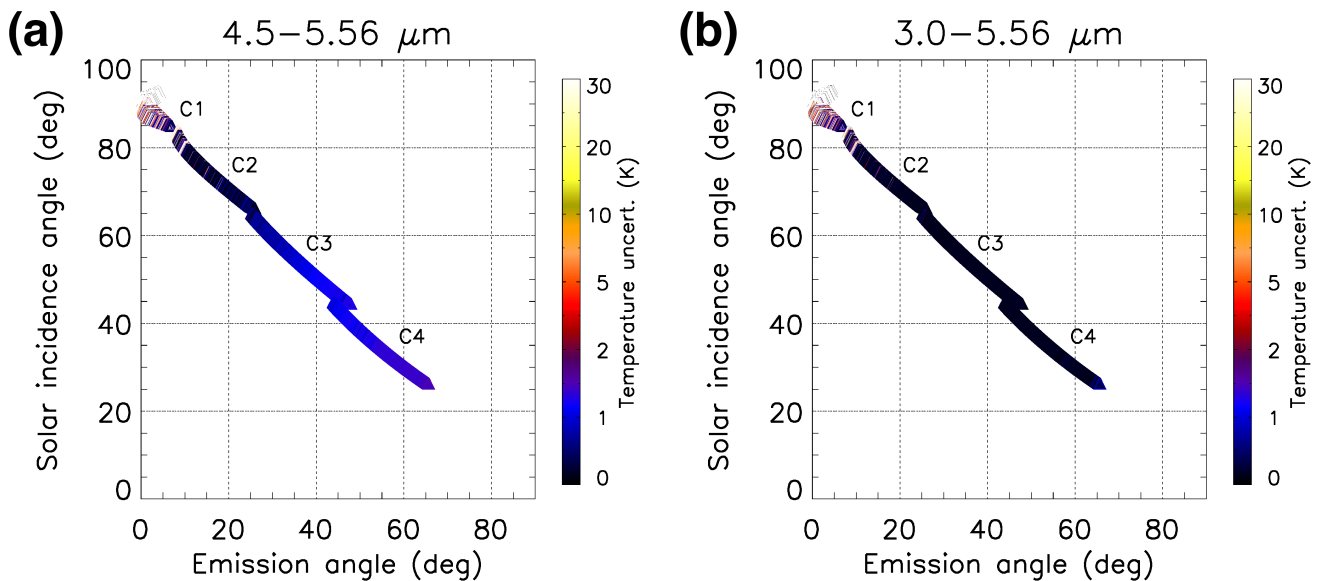 (a) 4.5–5.56 μm
100
80
60
40
20
0
C1
C2
C3
C4
0 20 40 60 80
Emission angle (deg)
Solar incidence angle (deg)
30
20
10
5
2
1
0
Temperature uncert. (K)
(b) 3.0–5.56 μm
100
80
60
40
20
0
C1
C2
C3
C4
0 20 40 60 80
Emission angle (deg)
Solar incidence angle (deg)
30
20
10
5
2
1
0
Temperature uncert. (K)